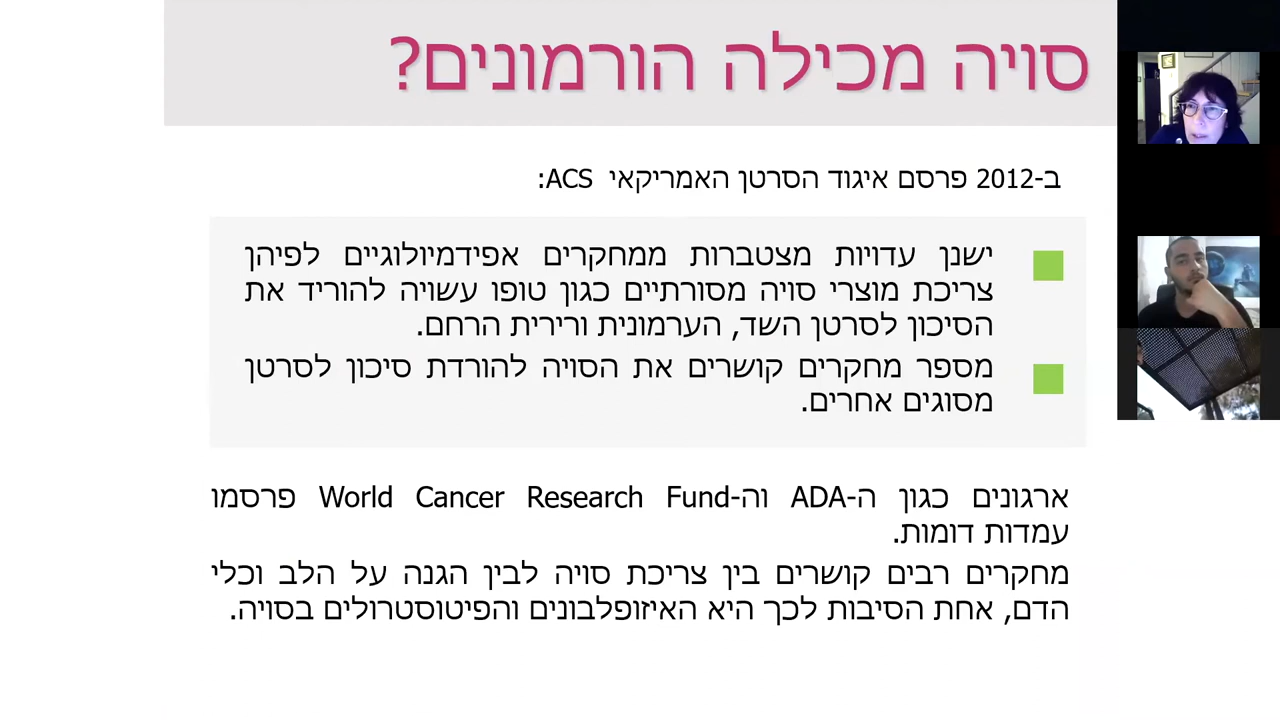 סויה מכילה הורמונים?
ב-2012 פרסם איגוד הסרטן האמריקאי ACS:
ישנן עדויות מצטברות ממחקרים אפידמיולוגיים לפיהן
צריכת מוצרי סויה מסורתיים כגון טופו עשויה להוריד את
הסיכון לסרטן השד, הערמונית ורירית הרחם.
מספר מחקרים קושרים את הסויה להורדת סיכון לסרטן
מסוגים אחרים.
ארגונים כגון ה-ADA וה-World Cancer Research Fund פרסמו
עמדות דומות.
מחקרים רבים קושרים בין צריכת סויה לבין הגנה על הלב וכלי
הדם, אחת הסיבות לכך היא האיזופלבונים והפיטוסטרולים בסויה.